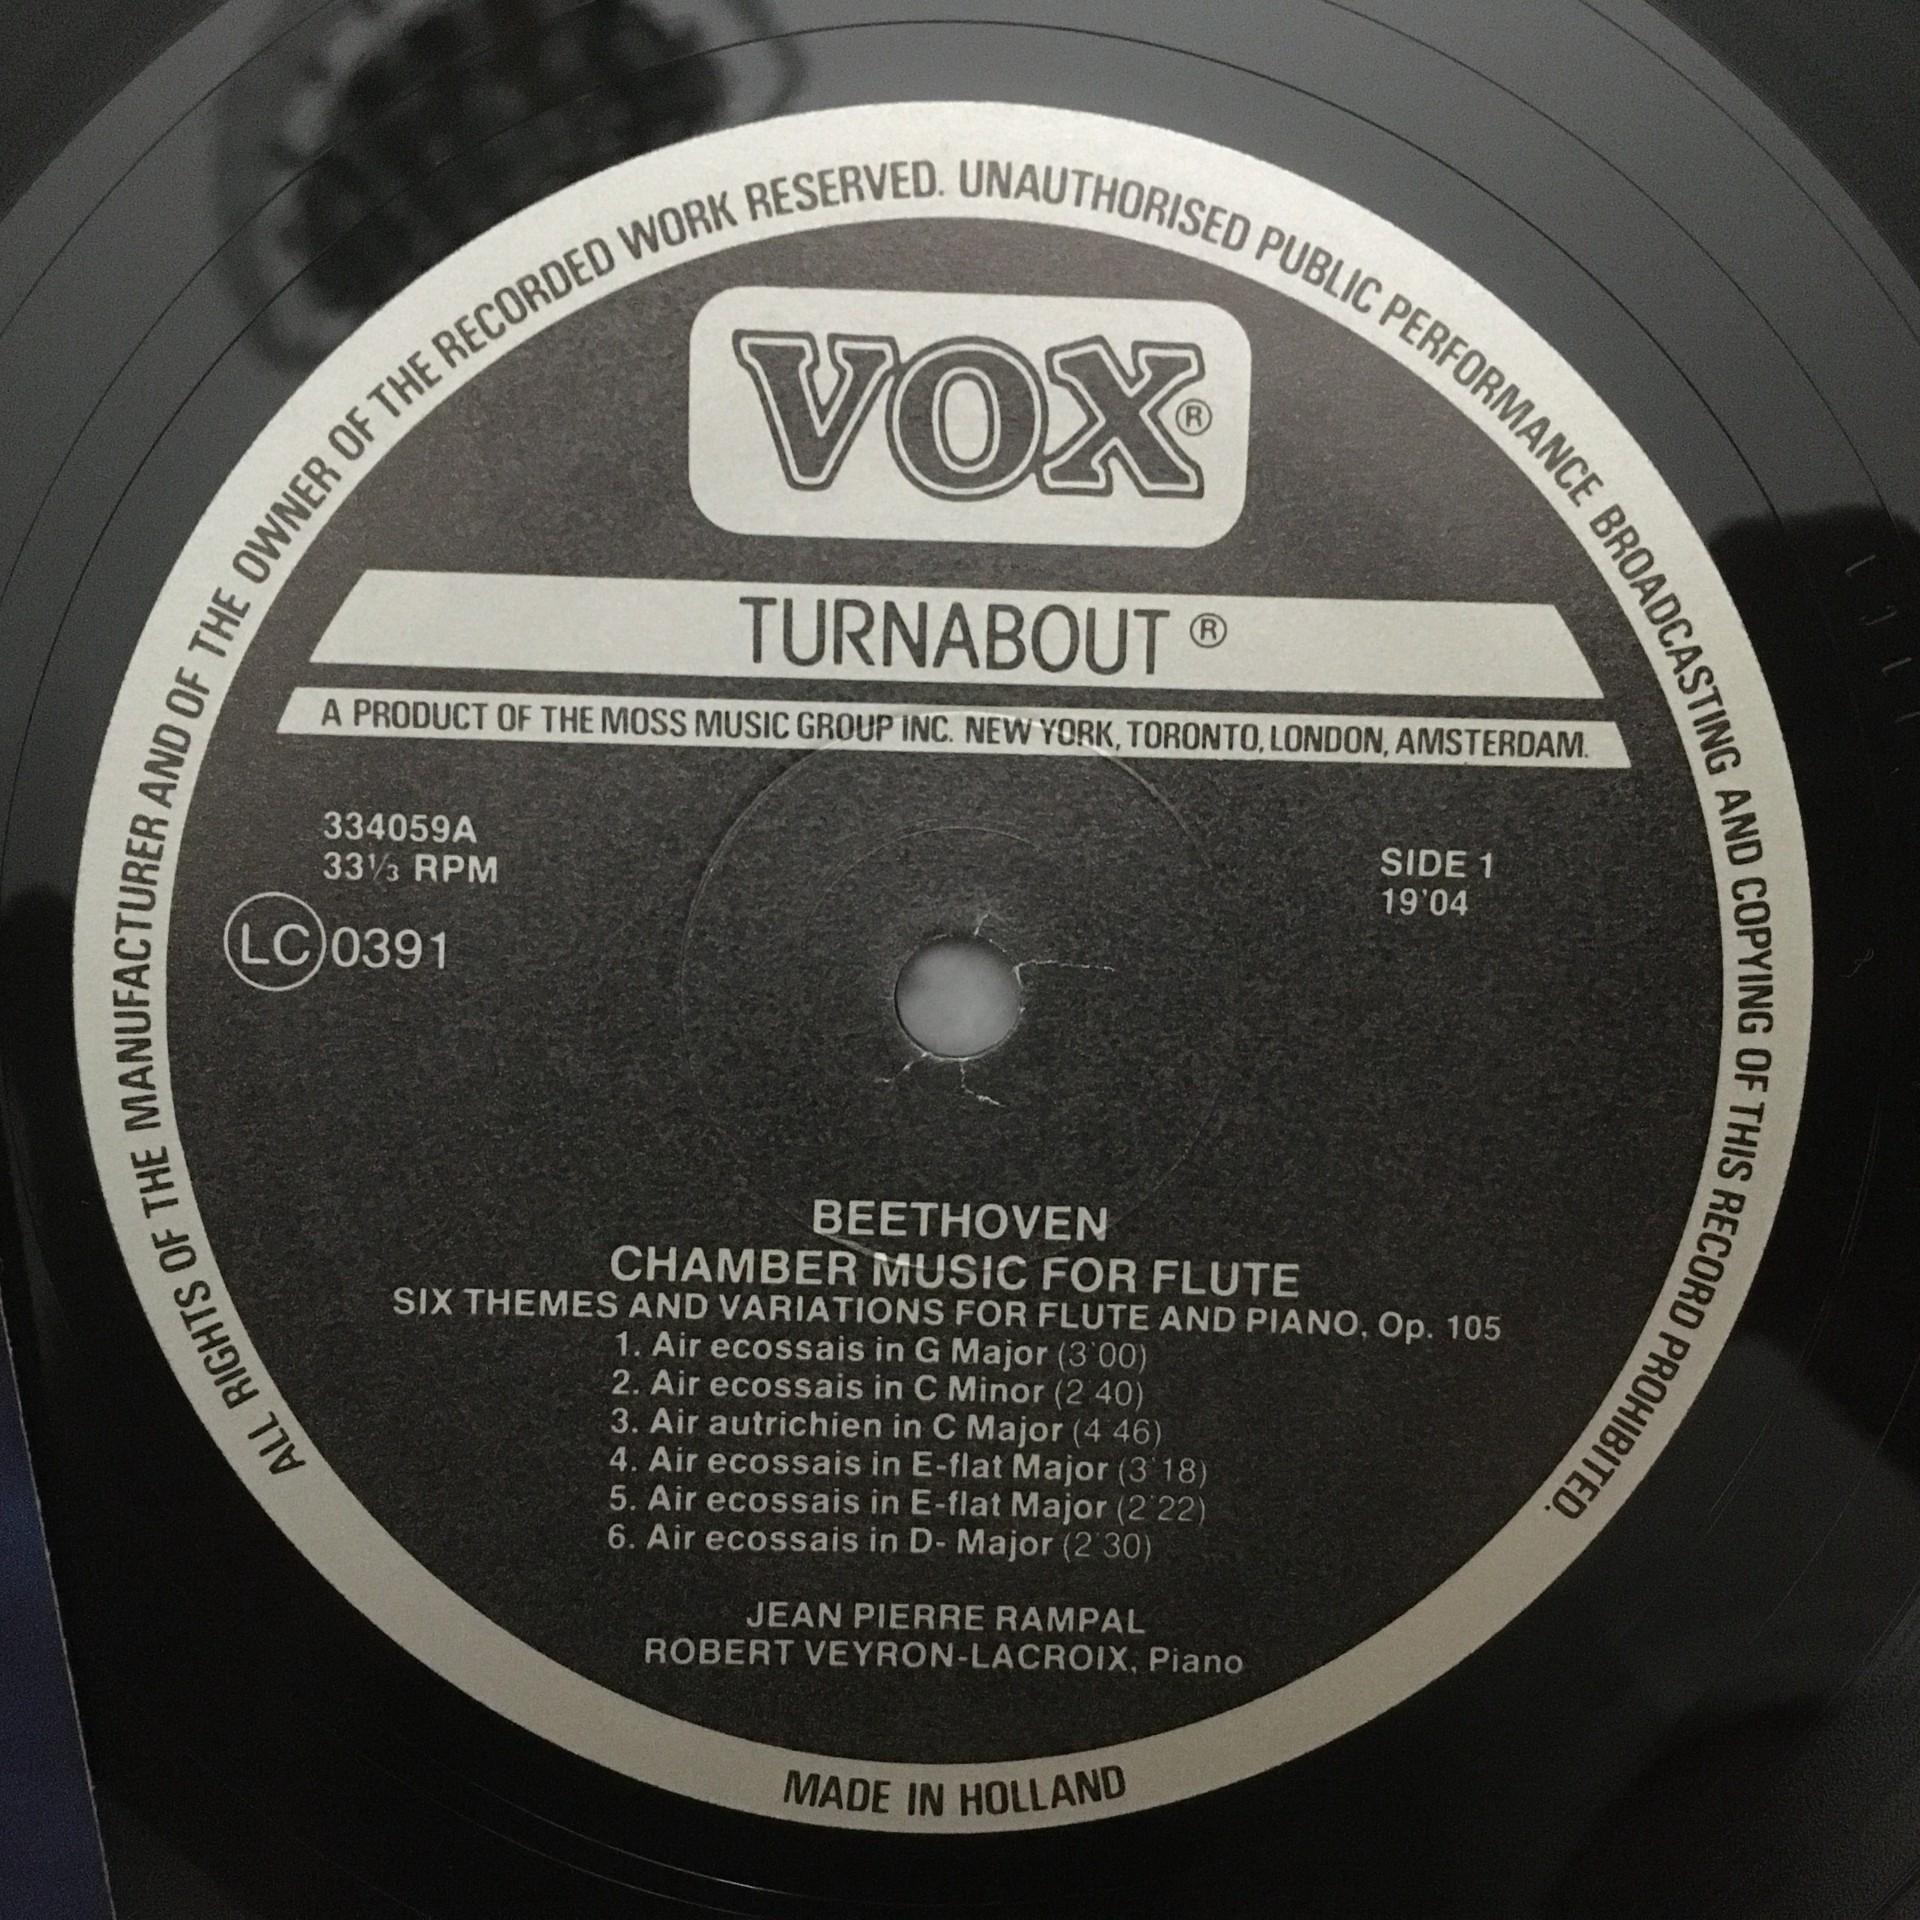 ALL RIGHTS OF THE MANUFACTURER AND OF THE OWNER OF THE RECORDED WORK RESERVED. UNAUTHORISED PUBLIC PERFORMANCE BROADCASTING AND COPYING OF THIS RECORD PROHIBITED.
VOX®
TURNABOUT ®
A PRODUCT OF THE MOSS MUSIC GROUP INC. NEW YORK, TORONTO, LONDON, AMSTERDAM.
334059A
33⅓ RPM
LC 0391
SIDE 1
19'04
BEETHOVEN
CHAMBER MUSIC FOR FLUTE
SIX THEMES AND VARIATIONS FOR FLUTE AND PIANO, Op. 105
1. Air ecossais in G Major (3'00)
2. Air ecossais in C Minor (2'40)
3. Air autrichien in C Major (4'46)
4. Air ecossais in E-flat Major (3'18)
5. Air ecossais in E-flat Major (2'22)
6. Air ecossais in D- Major (2'30)
JEAN PIERRE RAMPAL
ROBERT VEYRON-LACROIX, Piano
MADE IN HOLLAND